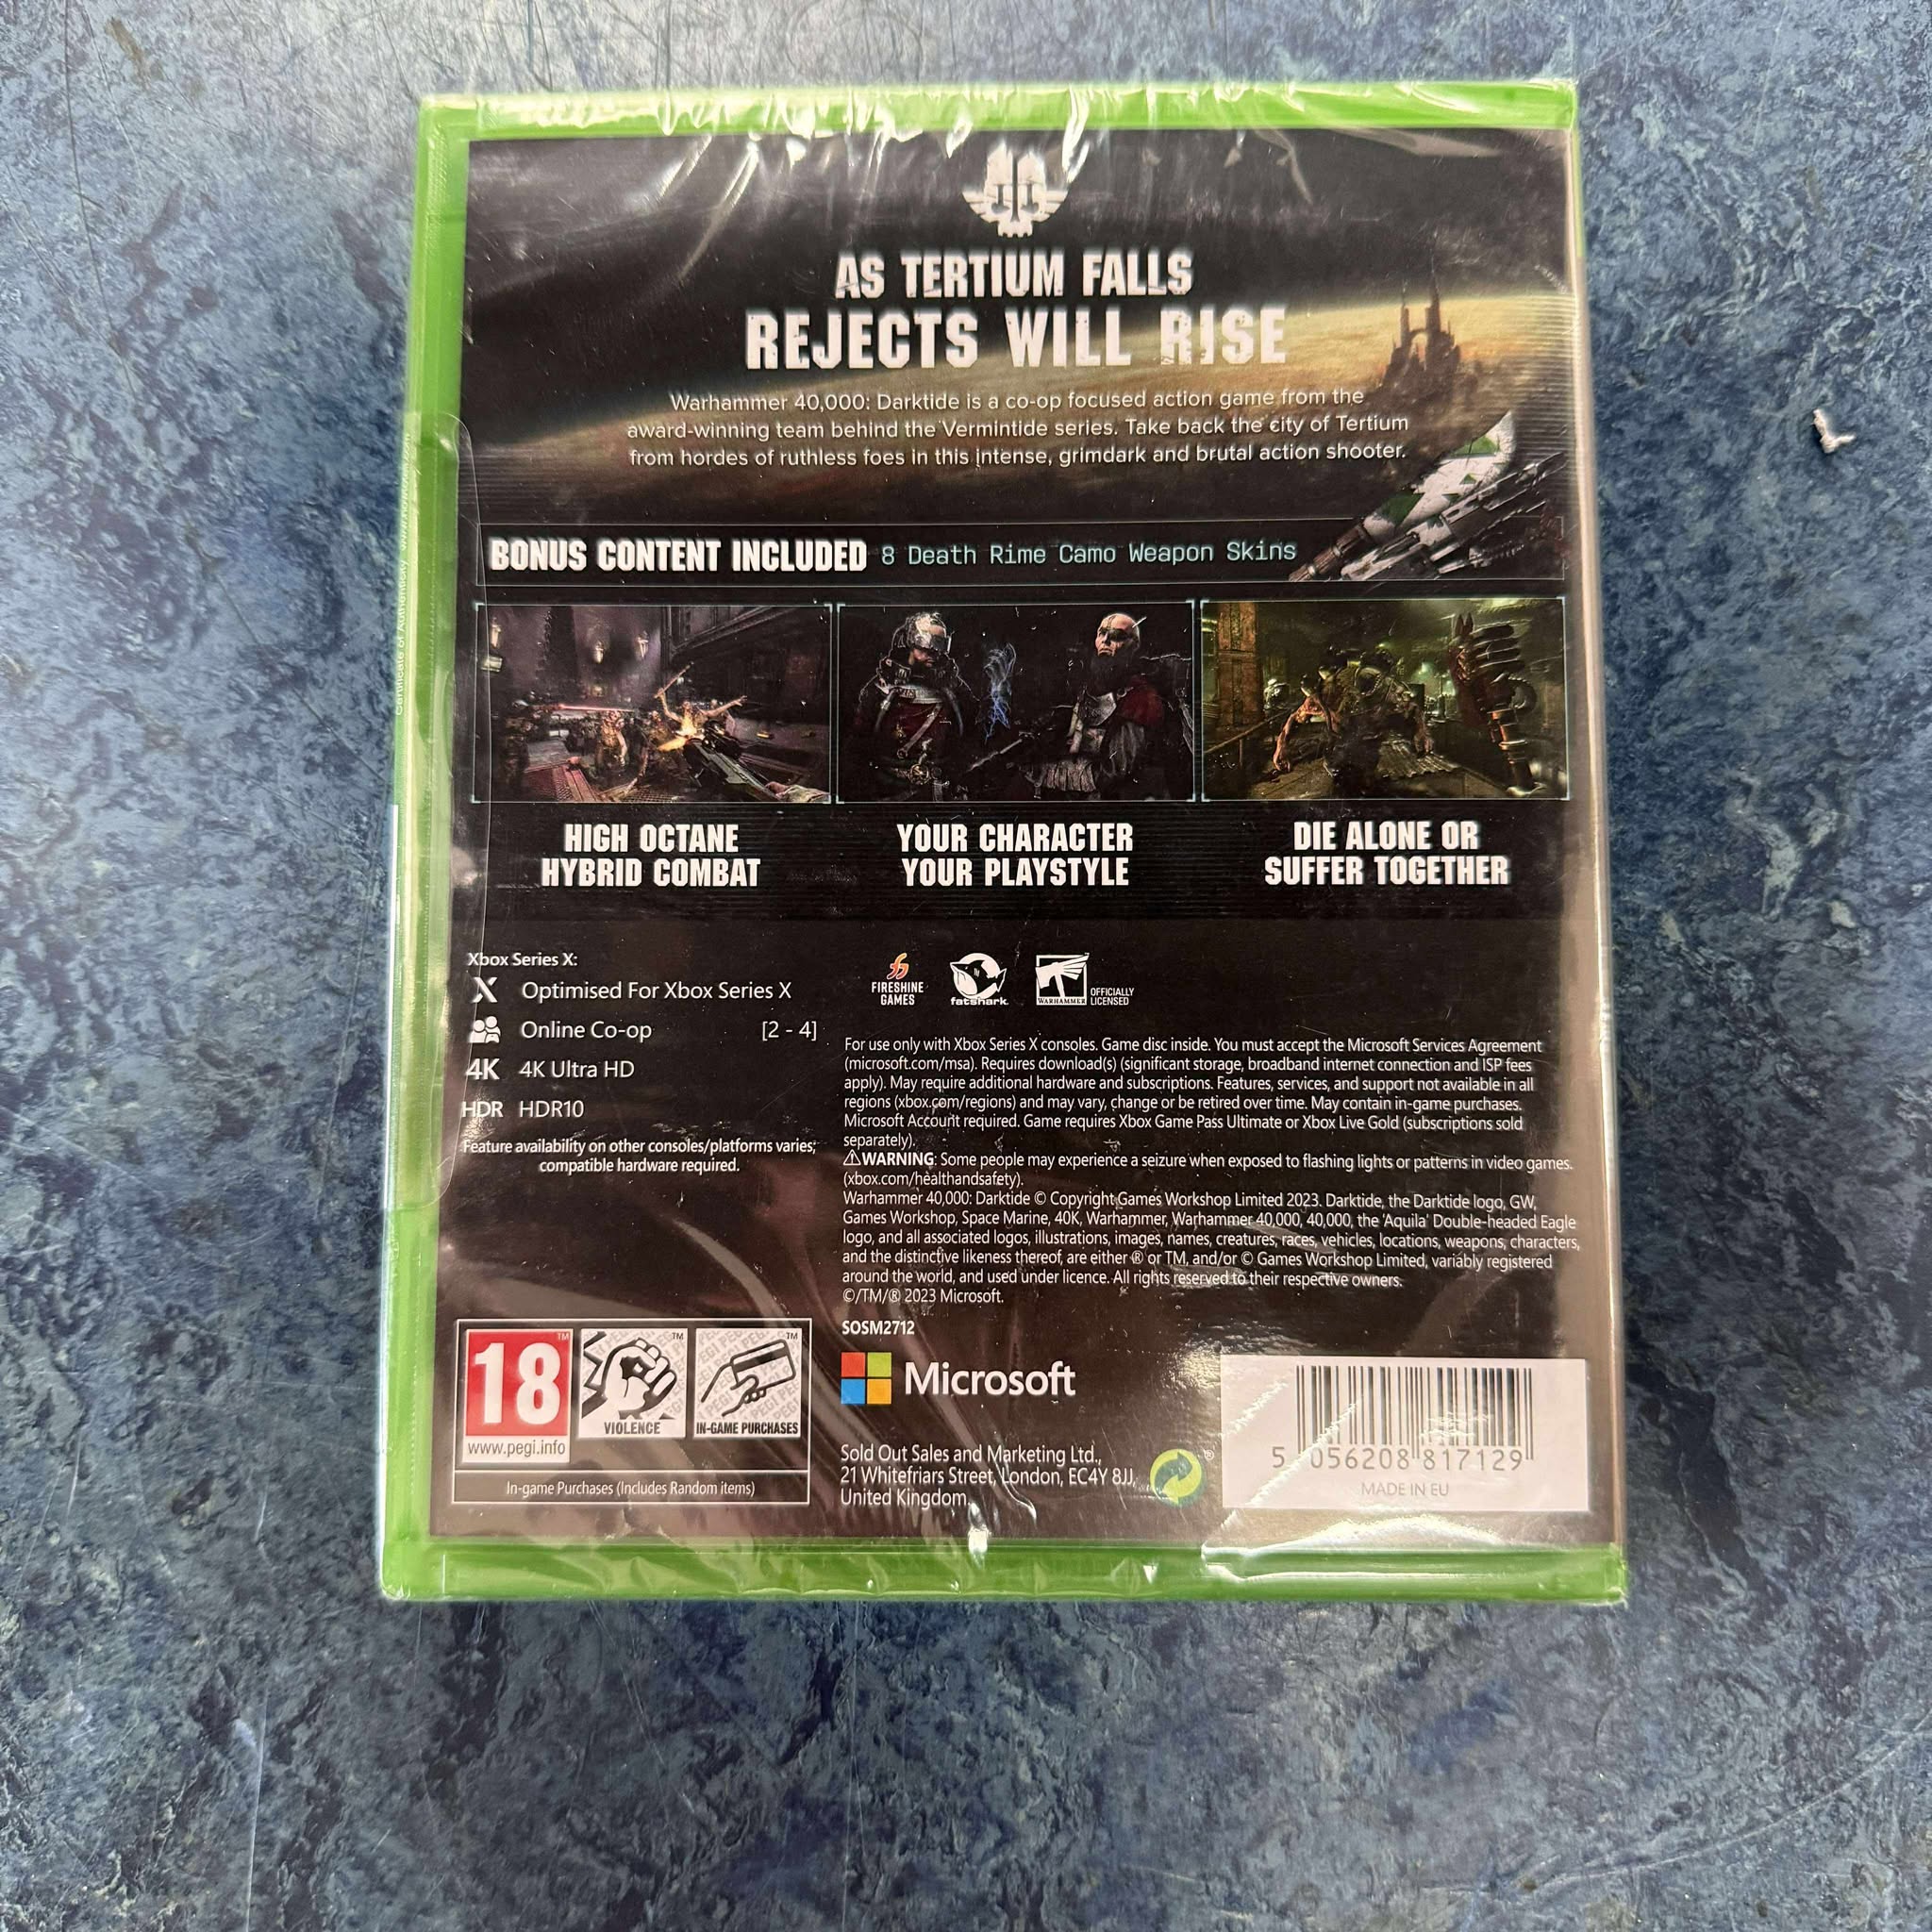 AS TERTIUM FALLS
REJECTS WILL RISE
Warhammer 40,000: Darktide is a co-op focused action game from the
award-winning team behind the Vermintide series. Take back the city of Tertium
from hordes of ruthless foes in this intense, grimdark and brutal action shooter.
BONUS CONTENT INCLUDED 8 Death Rime Camo Weapon Skins
HIGH OCTANE
HYBRID COMBAT
YOUR CHARACTER
YOUR PLAYSTYLE
DIE ALONE OR
SUFFER TOGETHER
Certificate of Authenticity
Xbox Series X:
Optimised For Xbox Series X
Online Co-op [2 - 4]
4K 4K Ultra HD
HDR HDR10
Feature availability on other consoles/platforms varies;
compatible hardware required.
FIRESHINE
GAMES
fatshark
WARHAMMER
OFFICIALLY
LICENSED
For use only with Xbox Series X consoles. Game disc inside. You must accept the Microsoft Services Agreement
(microsoft.com/msa). Requires download(s) (significant storage, broadband internet connection and ISP fees
apply). May require additional hardware and subscriptions. Features, services, and support not available in all
regions (xbox.com/regions) and may vary, change or be retired over time. May contain in-game purchases.
Microsoft Account required. Game requires Xbox Game Pass Ultimate or Xbox Live Gold (subscriptions sold
separately).
⚠WARNING: Some people may experience a seizure when exposed to flashing lights or patterns in video games.
(xbox.com/healthandsafety).
Warhammer 40,000: Darktide © Copyright Games Workshop Limited 2023. Darktide, the Darktide logo, GW,
Games Workshop, Space Marine, 40K, Warhammer, Warhammer 40,000, 40,000, the 'Aquila' Double-headed Eagle
logo, and all associated logos, illustrations, images, names, creatures, races, vehicles, locations, weapons, characters,
and the distinctive likeness thereof, are either ® or TM, and/or © Games Workshop Limited, variably registered
around the world, and used under licence. All rights reserved to their respective owners.
©/TM/® 2023 Microsoft.
SOSM2712
Microsoft
Sold Out Sales and Marketing Ltd.,
21 Whitefriars Street, London, EC4Y 8JJ,
United Kingdom.
18
www.pegi.info
VIOLENCE
IN-GAME PURCHASES
In-game Purchases (Includes Random items)
5 056208 817129
MADE IN EU